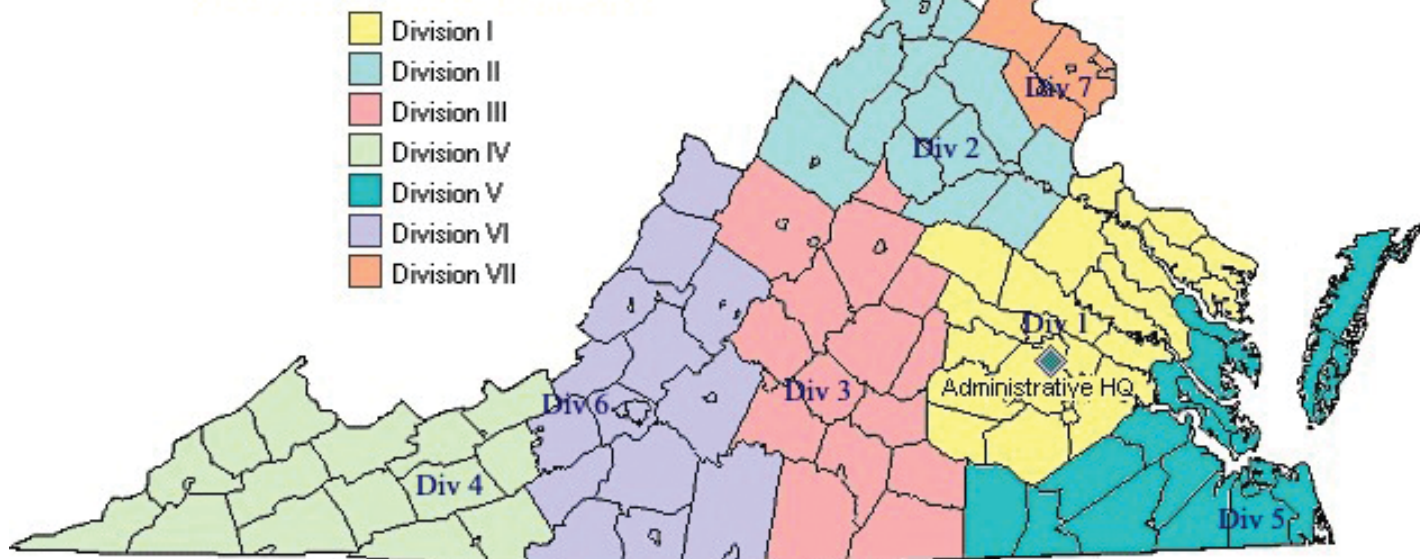 Division I
Division II
Division III
Division IV
Division V
Division VI
Division VII
Div 7
Div 2
Div 1
Administrative HQ
Div 3
Div 6
Div 4
Div 5